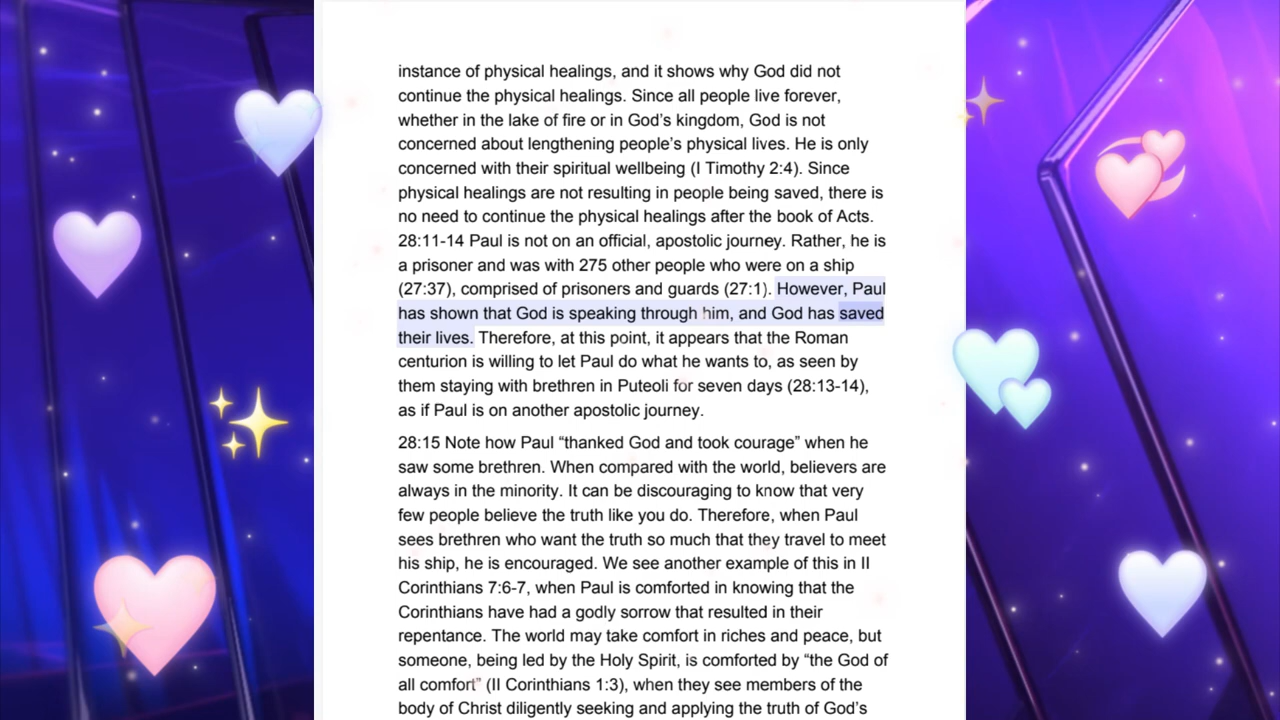 instance of physical healings, and it shows why God did not
continue the physical healings. Since all people live forever,
whether in the lake of fire or in God’s kingdom, God is not
concerned about lengthening people’s physical lives. He is only
concerned with their spiritual wellbeing (I Timothy 2:4). Since
physical healings are not resulting in people being saved, there is
no need to continue the physical healings after the book of Acts.
28:11-14 Paul is not on an official, apostolic journey. Rather, he is
a prisoner and was with 275 other people who were on a ship
(27:37), comprised of prisoners and guards (27:1). However, Paul
has shown that God is speaking through him, and God has saved
their lives. Therefore, at this point, it appears that the Roman
centurion is willing to let Paul do what he wants to, as seen by
them staying with brethren in Puteoli for seven days (28:13-14),
as if Paul is on another apostolic journey.
28:15 Note how Paul “thanked God and took courage” when he
saw some brethren. When compared with the world, believers are
always in the minority. It can be discouraging to know that very
few people believe the truth like you do. Therefore, when Paul
sees brethren who want the truth so much that they travel to meet
his ship, he is encouraged. We see another example of this in II
Corinthians 7:6-7, when Paul is comforted in knowing that the
Corinthians have had a godly sorrow that resulted in their
repentance. The world may take comfort in riches and peace, but
someone, being led by the Holy Spirit, is comforted by “the God of
all comfort” (II Corinthians 1:3), when they see members of the
body of Christ diligently seeking and applying the truth of God’s